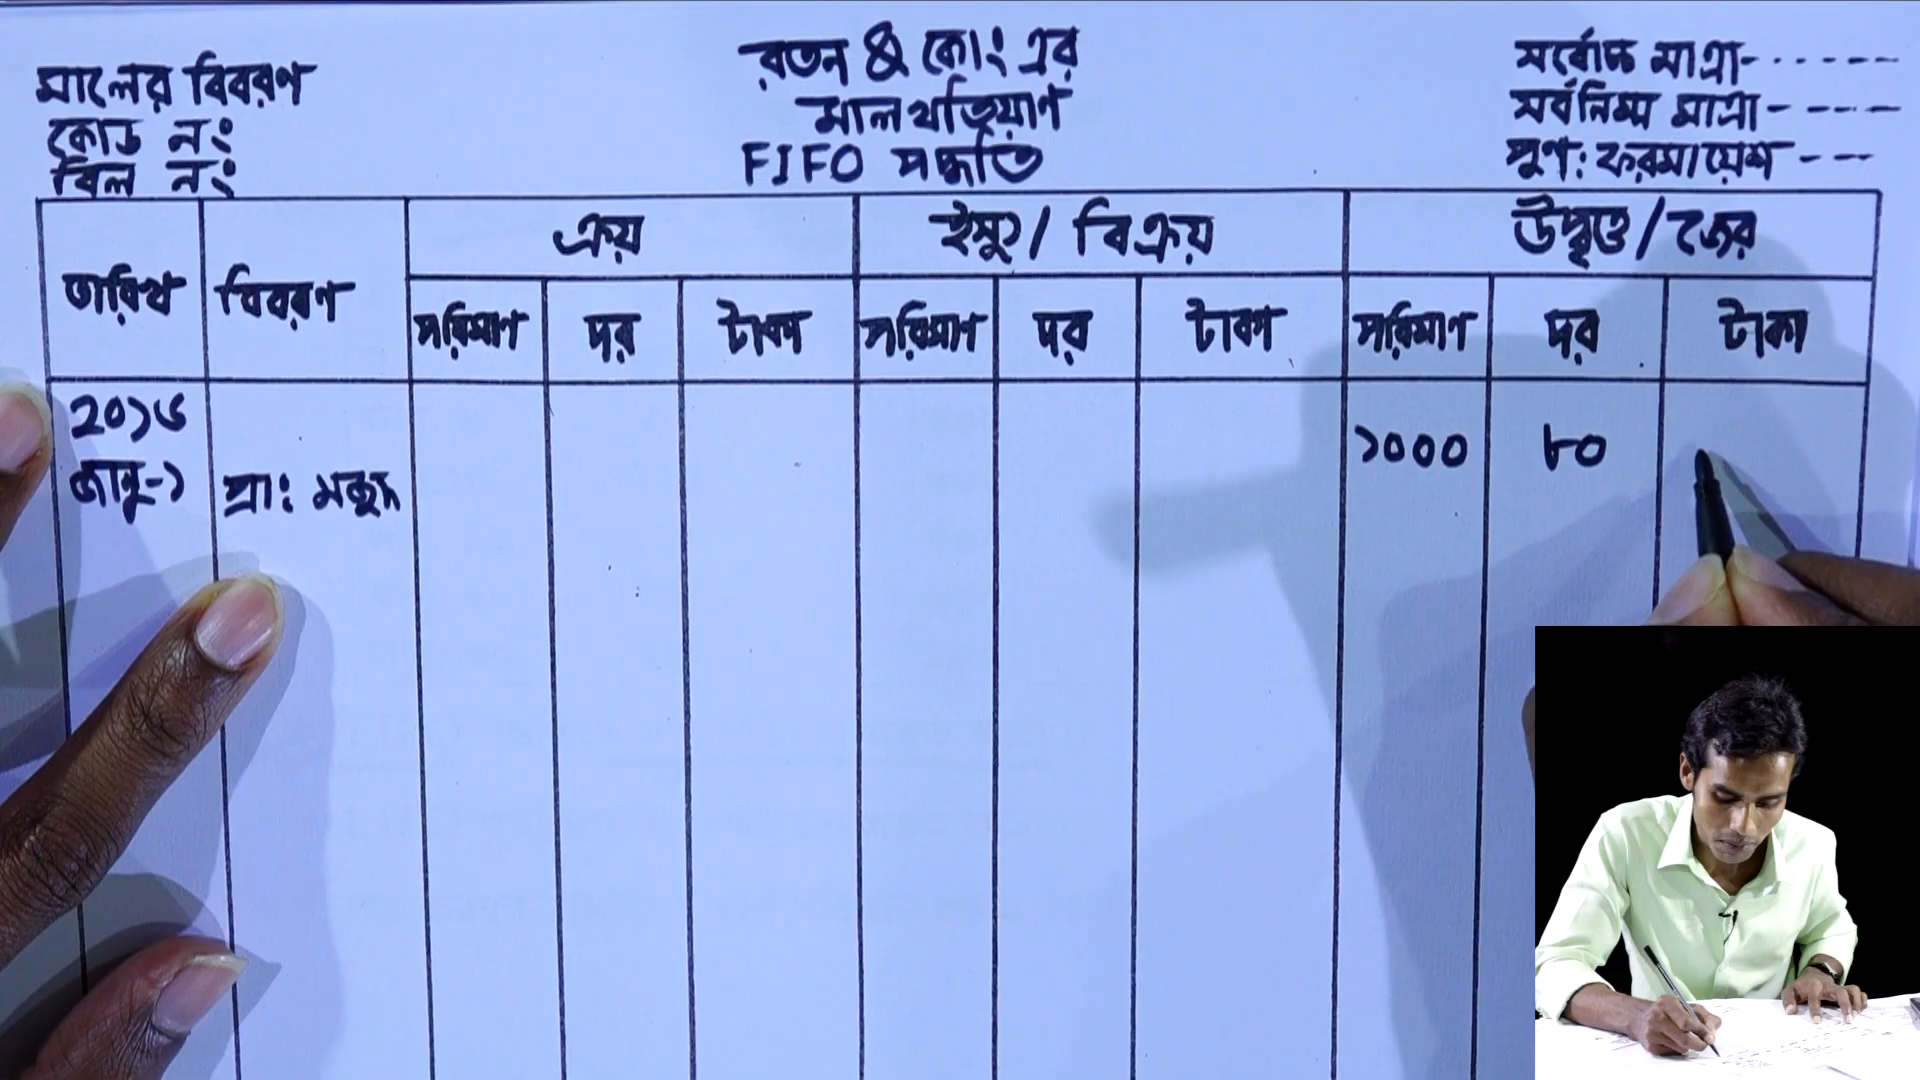 মালের বিবরণ
কোড নং
বিল নং
রতন & কোং এর
মালখতিয়াণ
FIFO পদ্ধতি
সর্বোচ্চ মাত্রা- - - - - -
সর্বনিম্ম মাত্রা- - - - -
পুণ: ফরমায়েশ - - -
তারিখ বিবরণ ক্রয় ইস্যু / বিক্রয় উদ্বৃত্ত / জের
পরিমাণ দর টাকা পরিমাণ দর টাকা পরিমাণ দর টাকা
২০১৬
১০০০ ৮০
জানু-১ প্রা: মজুদ